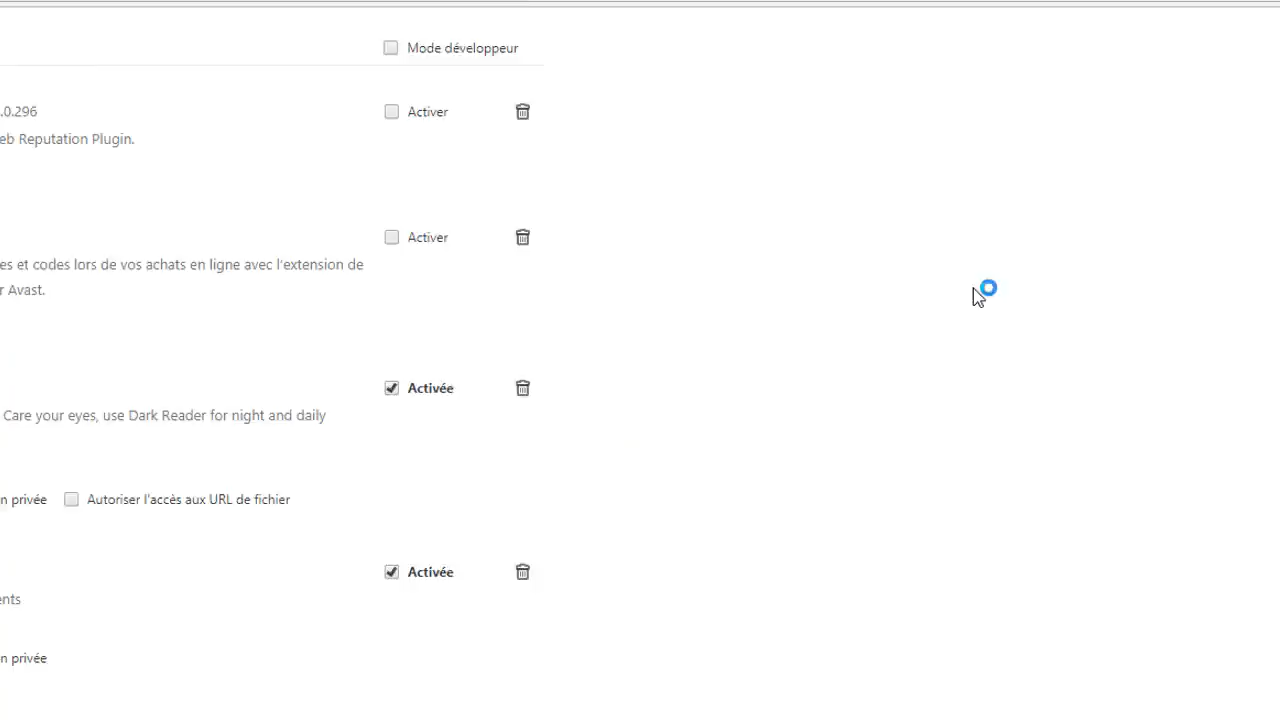 Mode développeur
.0.296 Activer
eb Reputation Plugin.
Activer
es et codes lors de vos achats en ligne avec l'extension de
r Avast.
Activée
Care your eyes, use Dark Reader for night and daily
n privée Autoriser l'accès aux URL de fichier
Activée
ents
n privée